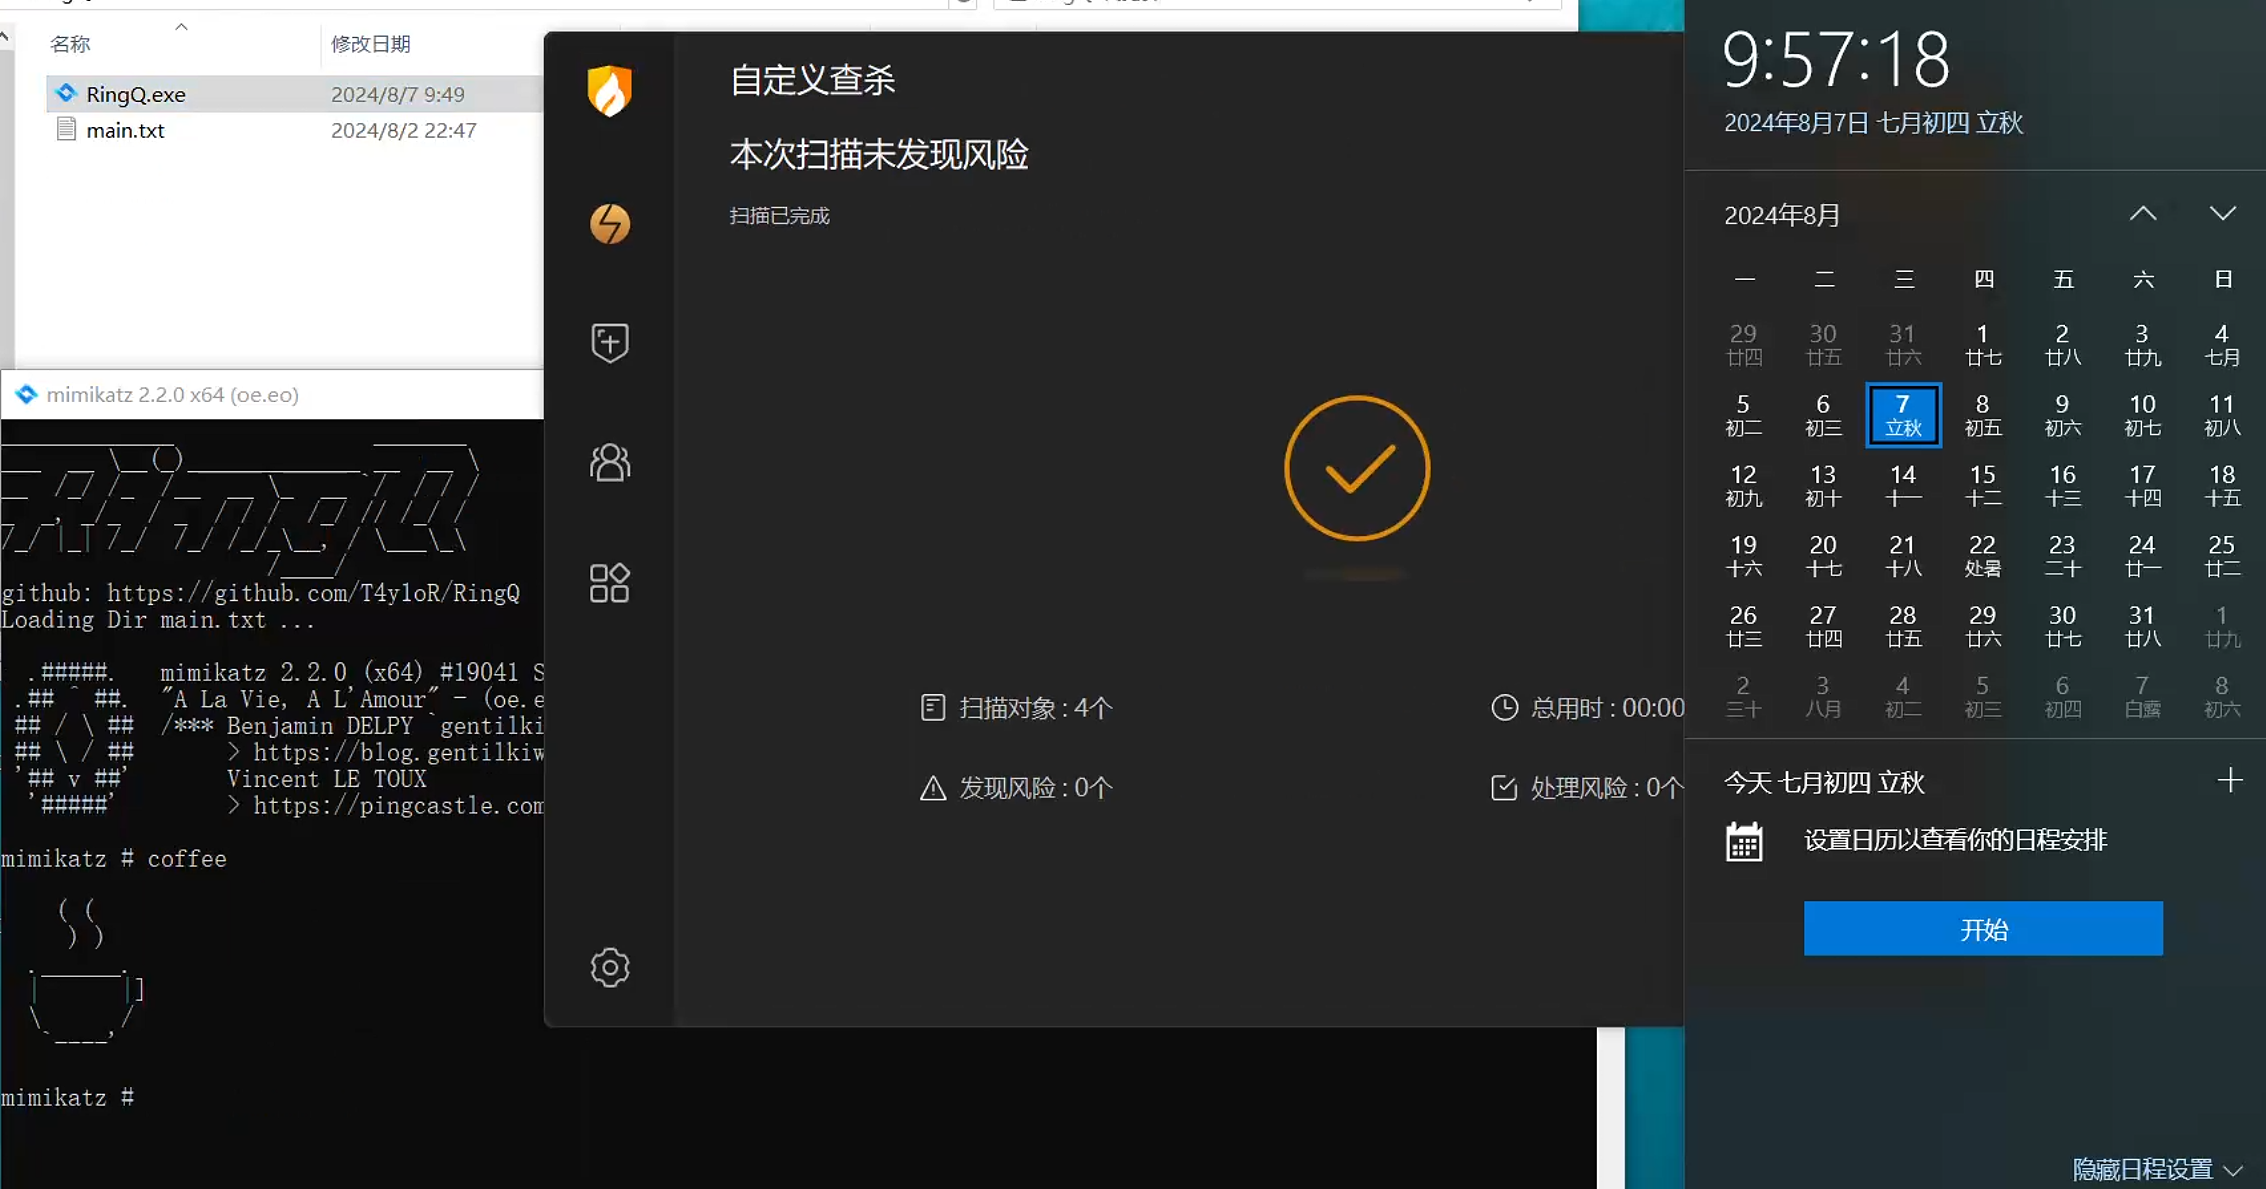 名称
修改日期
RingQ.exe
2024/8/7 9:49
main.txt
2024/8/2 22:47
mimikatz 2.2.0 x64 (oe.eo)
github: https://github.com/T4y1oR/RingQ
Loading Dir main.txt ...
.#####.   mimikatz 2.2.0 (x64) #19041 S
.## ^ ##.  "A La Vie, A L'Amour" - (oe.e
## / \ ##  /*** Benjamin DELPY `gentilki
## \ / ##       > https://blog.gentilkiw
'## v ##'       Vincent LE TOUX
'#####'        > https://pingcastle.com
mimikatz # coffee
mimikatz #
自定义查杀
本次扫描未发现风险
扫描已完成
扫描对象 : 4个
总用时 : 00:00
发现风险 : 0个
处理风险 : 0个
9:57:18
2024年8月7日 七月初四 立秋
2024年8月
一 二 三 四 五 六 日
29 30 31 1 2 3 4
廿四 廿五 廿六 廿七 廿八 廿九 七月
5 6 7 8 9 10 11
初二 初三 立秋 初五 初六 初七 初八
12 13 14 15 16 17 18
初九 初十 十一 十二 十三 十四 十五
19 20 21 22 23 24 25
十六 十七 十八 处暑 二十 廿一 廿二
26 27 28 29 30 31 1
廿三 廿四 廿五 廿六 廿七 廿八 廿九
2 3 4 5 6 7 8
三十 八月 初二 初三 初四 白露 初六
今天 七月初四 立秋
设置日历以查看你的日程安排
开始
隐藏日程设置